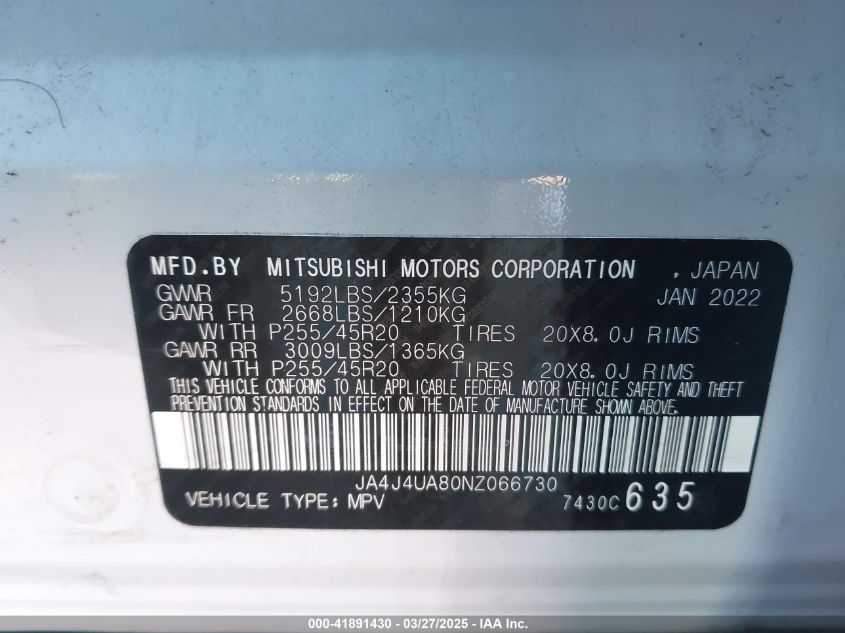 MFD.BY MITSUBISHI MOTORS CORPORATION , JAPAN
GVWR 5192LBS/2355KG JAN 2022
GAWR FR 2668LBS/1210KG
WITH P255/45R20 TIRES 20X8.0J RIMS
GAWR RR 3009LBS/1365KG
WITH P255/45R20 TIRES 20X8.0J RIMS
THIS VEHICLE CONFORMS TO ALL APPLICABLE FEDERAL MOTOR VEHICLE SAFETY AND THEFT
PREVENTION STANDARDS IN EFFECT ON THE DATE OF MANUFACTURE SHOWN ABOVE.
JA4J4UA80NZ066730
VEHICLE TYPE: MPV 7430C 635
000-41891430 - 03/27/2025 - IAA Inc.